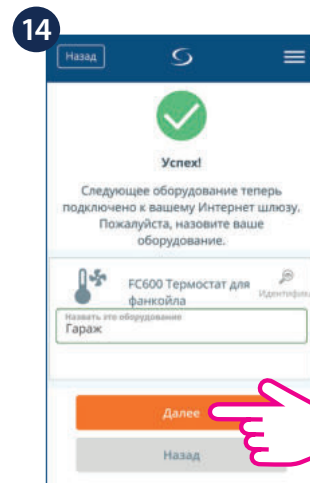 14
Назад
Успех!
Следующее оборудование теперь
подключено к вашему Интернет шлюзу.
Пожалуйста, назовите ваше
оборудование.
FC600 Термостат для
фанкойла
Назвать это оборудование
Гараж
Далее
Назад